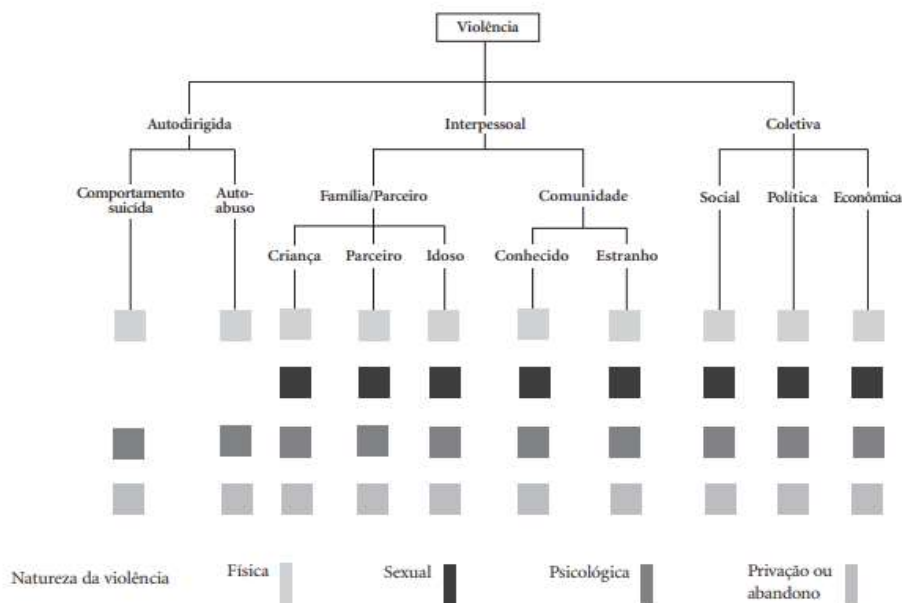 Violência
Autodirigida Interpessoal Coletiva
Comportamento suicída
Auto-abuso
Família/Parceiro Comunidade Social Política Econômica
Criança Parceiro Idoso Conhecido Estranho
Natureza da violência
Física
Sexual
Psicológica
Privação ou
abandono